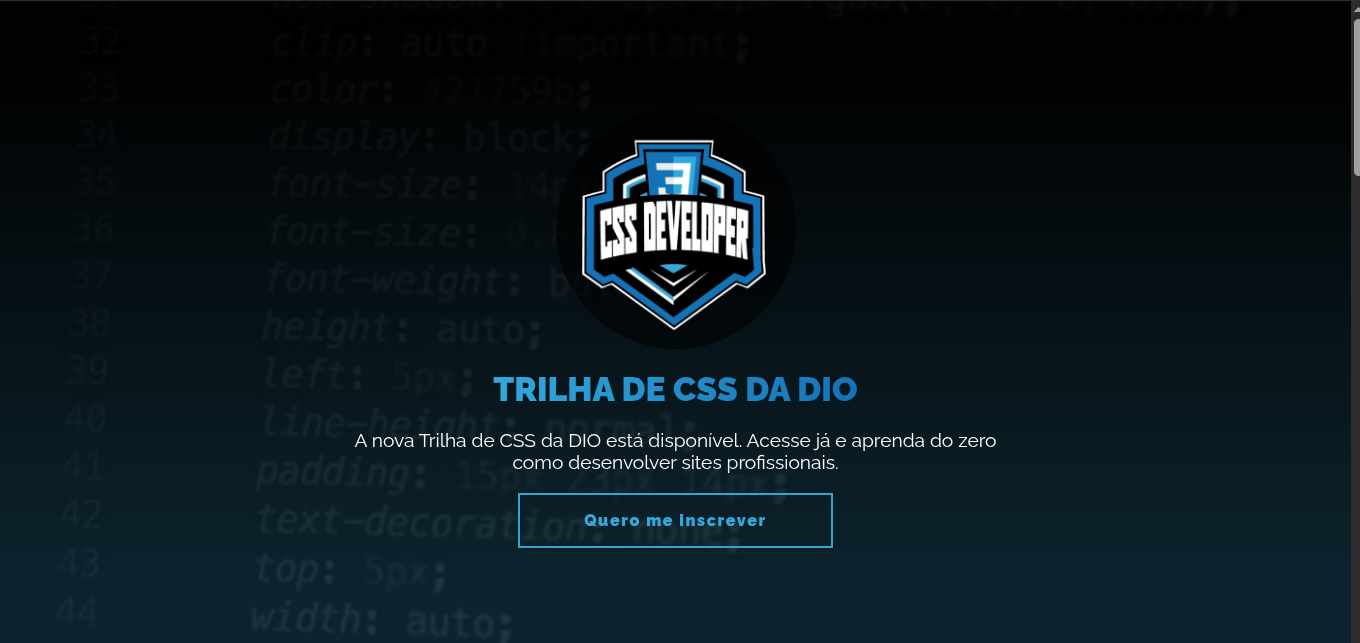 32 clip: auto !important;
33 color: #21759b;
34 display: block;
35 font-size: 14p
36 font-size: 0.
37 font-weight: b
38 height: auto;
39 left: 5px;
40 line-height: normal;
41 padding: 15px 23px 14px;
42 text-decoration: none;
43 top: 5px;
44 width: auto;
3
CSS DEVELOPER
TRILHA DE CSS DA DIO
A nova Trilha de CSS da DIO está disponível. Acesse já e aprenda do zero
como desenvolver sites profissionais.
Quero me inscrever